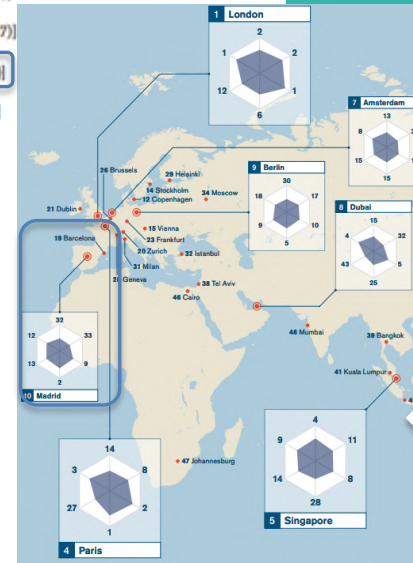 7)]
1 London
2
2
2
12
1
6
7 Amsterdam
13
8
15
15
26 Brussels
29 Helsinki
14 Stockholm
12 Copenhagen
34 Moscow
9 Berlin
30
18
17
9
10
5
21 Dublin
15 Vienna
23 Frankfurt
20 Zurich
31 Milan
28 Geneva
19 Barcelona
32 Istanbul
8 Dubai
15
4
32
43
5
25
38 Tel Aviv
46 Cairo
32
12
33
13
9
2
10 Madrid
48 Mumbai
39 Bangkok
41 Kuala Lumpur
14
3
8
27
2
1
4 Paris
47 Johannesburg
4
9
11
14
8
28
5 Singapore